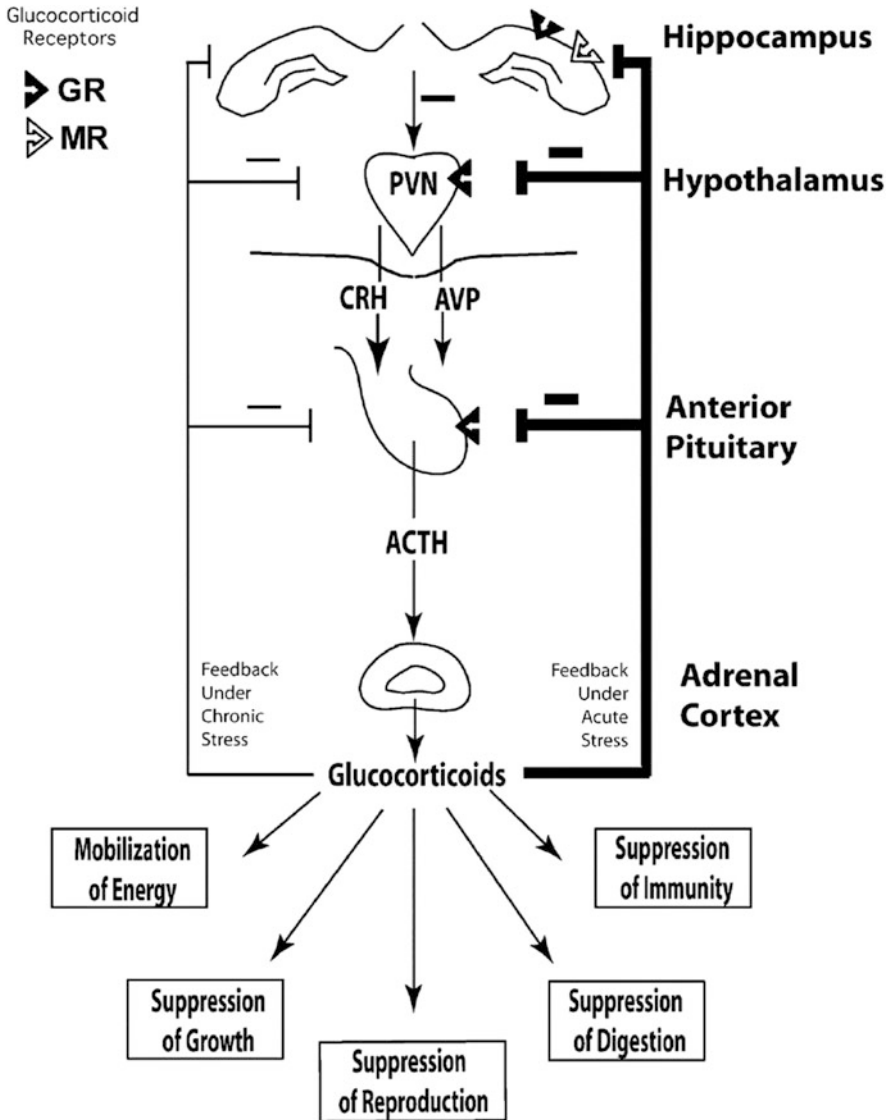 Glucocorticoid
Receptors
GR
MR
Hippocampus
PVN
Hypothalamus
CRH
AVP
Anterior
Pituitary
ACTH
Feedback
Under
Chronic
Stress
Feedback
Under
Acute
Stress
Adrenal
Cortex
Glucocorticoids
Mobilization
of Energy
Suppression
of Immunity
Suppression
of Growth
Suppression
of Digestion
Suppression
of Reproduction